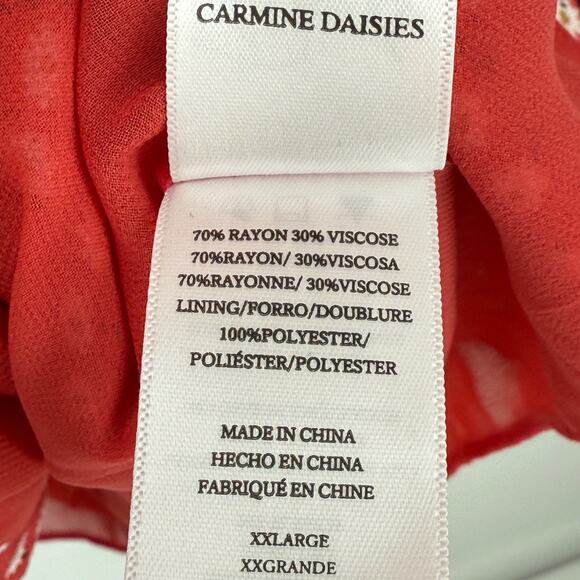 CARMINE DAISIES
70% RAYON 30% VISCOSE
70%RAYON/ 30%VISCOSA
70%RAYONNE/ 30%VISCOSE
LINING/FORRO/DOUBLURE
100%POLYESTER/
POLIÉSTER/POLYESTER
MADE IN CHINA
HECHO EN CHINA
FABRIQUÉ EN CHINE
XXLARGE
XXGRANDE